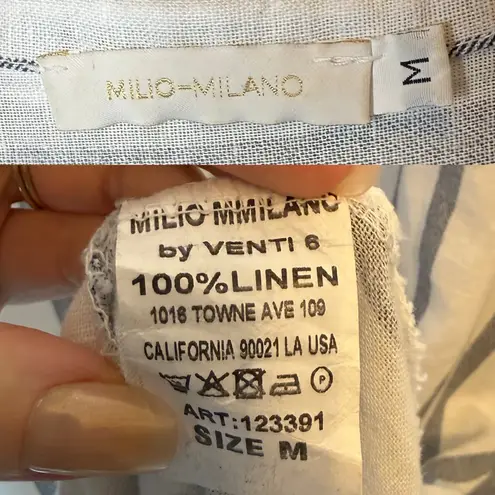 MILIO-MILANO
M
MILIO MMILANO
by VENTI 6
100%LINEN
1016 TOWNE AVE 109
CALIFORNIA 90021 LA USA
P
ART:123391
SIZE M